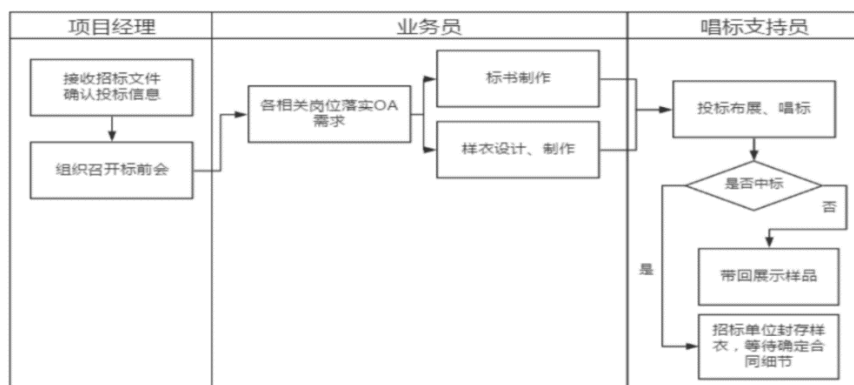 项目经理
业务员
唱标支持员
接收招标文件
确认投标信息
组织召开标前会
各相关岗位落实OA
需求
标书制作
样衣设计、制作
投标布展、唱标
是否中标
否
是
带回展示样品
招标单位封存样
衣，等待确定合
同细节